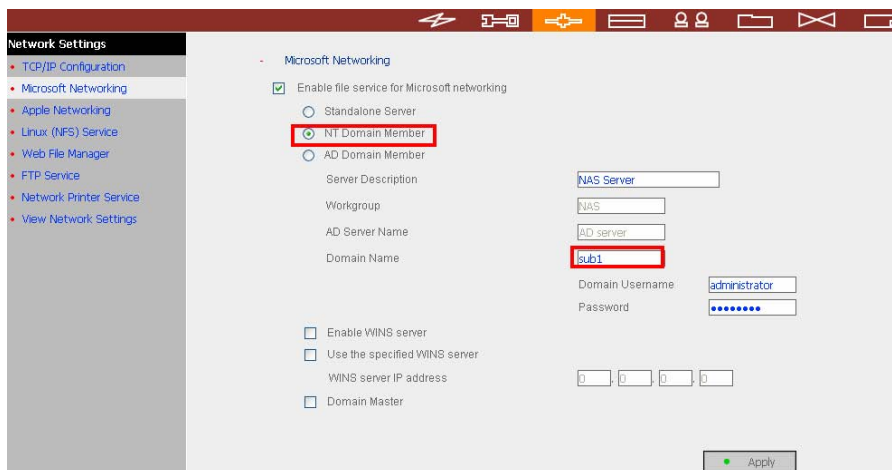 Network Settings
TCP/IP Configuration
Microsoft Networking
Apple Networking
Linux (NFS) Service
Web File Manager
FTP Service
Network Printer Service
View Network Settings
Microsoft Networking
Enable file service for Microsoft networking
Standalone Server
NT Domain Member
AD Domain Member
Server Description NAS Server
Workgroup NAS
AD Server Name AD server
Domain Name sub1
Domain Username administrator
Password ••••••••
Enable WINS server
Use the specified WINS server
WINS server IP address 0 . 0 . 0 . 0
Domain Master
Apply